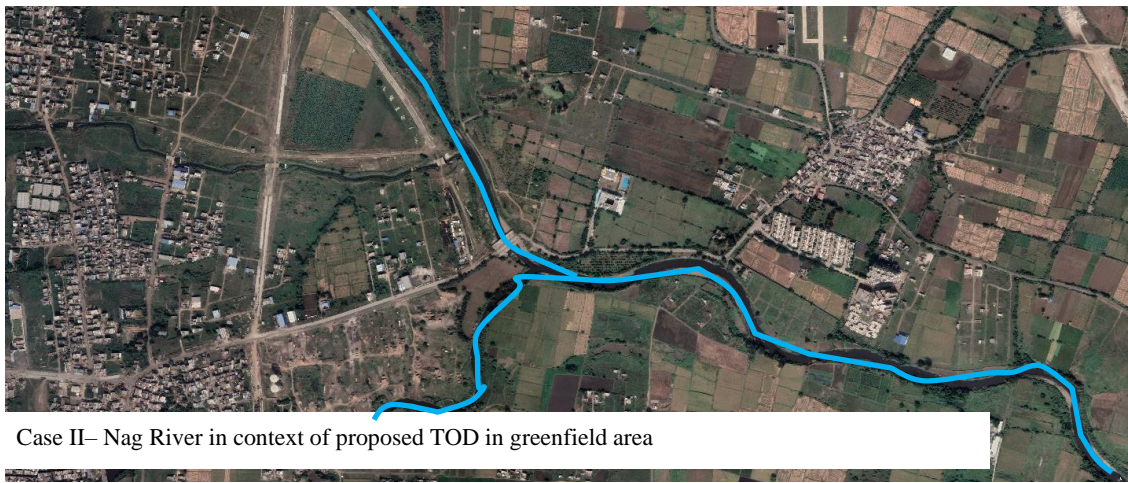 Case II– Nag River in context of proposed TOD in greenfield area